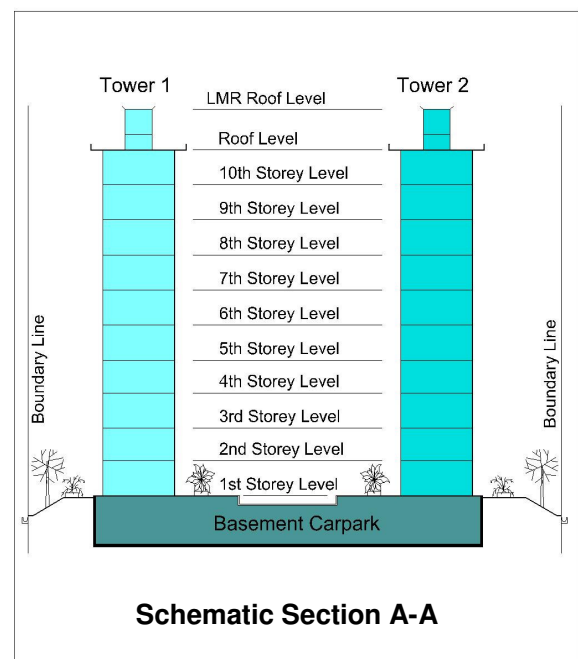 Tower 1
Tower 2
LMR Roof Level
Roof Level
10th Storey Level
9th Storey Level
8th Storey Level
7th Storey Level
6th Storey Level
5th Storey Level
4th Storey Level
3rd Storey Level
2nd Storey Level
1st Storey Level
Boundary Line
Boundary Line
Basement Carpark
Schematic Section A-A